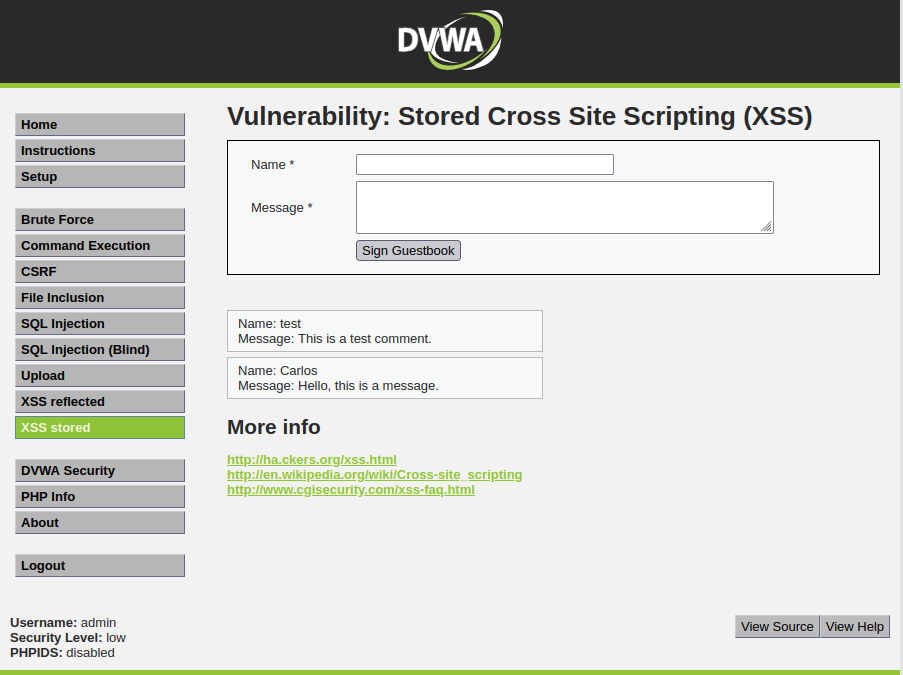 DVWA
Vulnerability: Stored Cross Site Scripting (XSS)
Home
Instructions
Setup
Brute Force
Command Execution
CSRF
File Inclusion
SQL Injection
SQL Injection (Blind)
Upload
XSS reflected
XSS stored
DVWA Security
PHP Info
About
Logout
Name *
Message *
Sign Guestbook
Name: test
Message: This is a test comment.
Name: Carlos
Message: Hello, this is a message.
More info
http://ha.ckers.org/xss.html
http://en.wikipedia.org/wiki/Cross-site_scripting
http://www.cgisecurity.com/xss-faq.html
Username: admin
Security Level: low
PHPIDS: disabled
View Source View Help